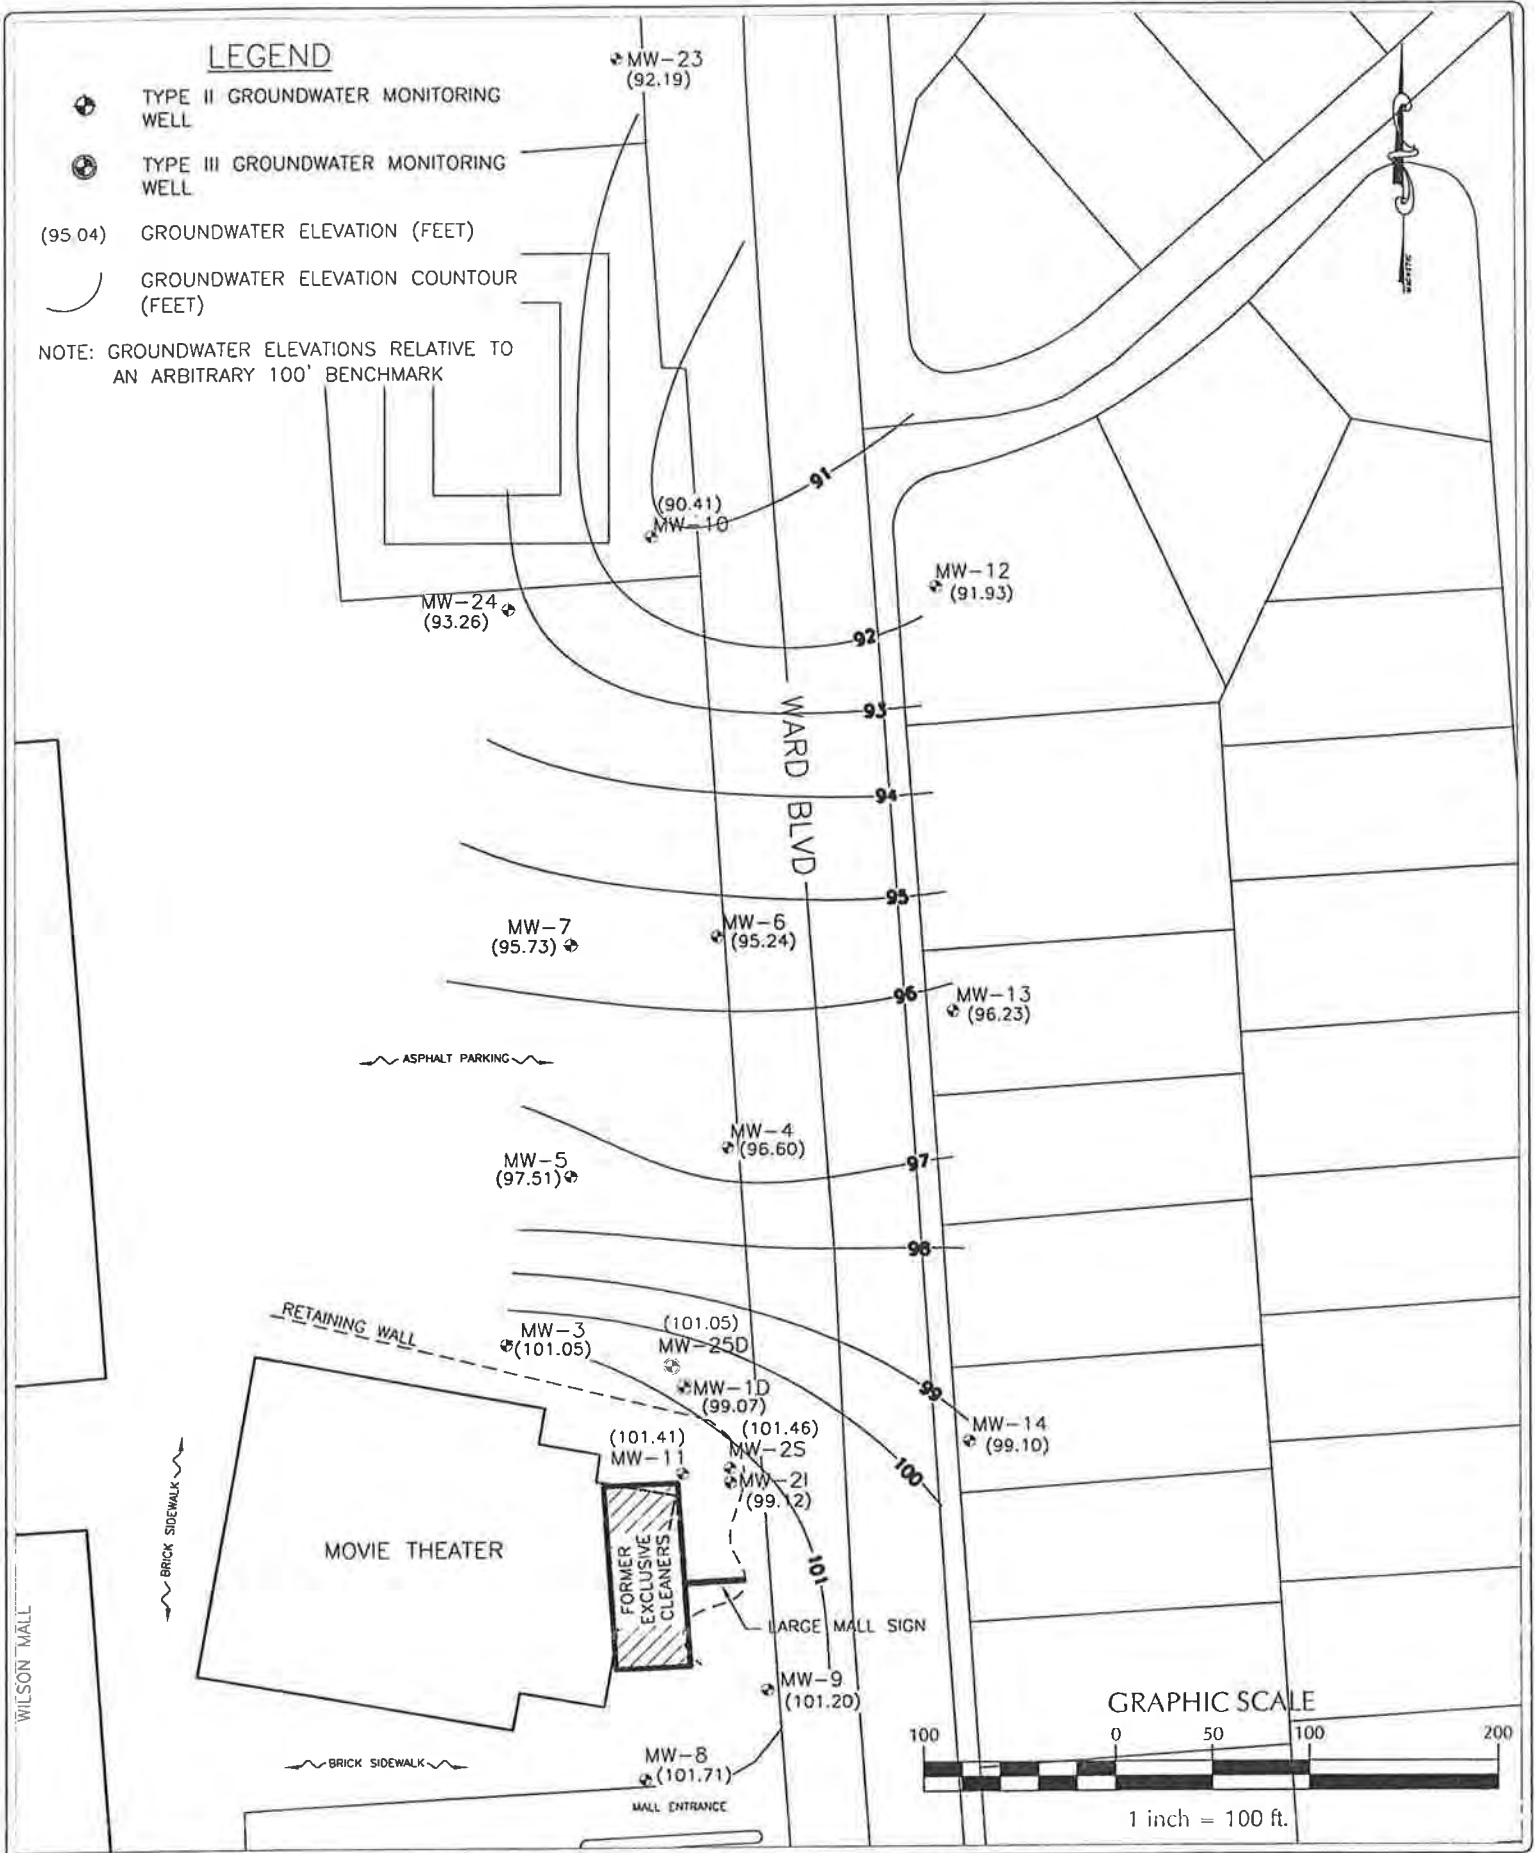 LEGEND
TYPE II GROUNDWATER MONITORING
WELL
TYPE III GROUNDWATER MONITORING
WELL
(95.04) GROUNDWATER ELEVATION (FEET)
GROUNDWATER ELEVATION COUNTOUR
(FEET)
NOTE: GROUNDWATER ELEVATIONS RELATIVE TO
AN ARBITRARY 100' BENCHMARK
MW-23
(92.19)
91
(90.41)
MW-10
MW-12
(91.93)
MW-24
(93.26)
92
93
WARD BLVD
94
95
MW-7
(95.73)
MW-6
(95.24)
96
MW-13
(96.23)
ASPHALT PARKING
MW-4
(96.60)
MW-5
(97.51)
97
98
RETAINING WALL
MW-3
(101.05)
(101.05)
MW-25D
MW-1D
(99.07)
99
MW-14
(99.10)
(101.41)
MW-11
(101.46)
MW-2S
MW-2I
(99.12)
100
BRICK SIDEWALK
MOVIE THEATER
FORMER
EXCLUSIVE
CLEANERS
101
LARGE MALL SIGN
WILSON MALL
MW-9
(101.20)
BRICK SIDEWALK
MW-8
(101.71)
MALL ENTRANCE
GRAPHIC SCALE
100 0 50 100 200
1 inch = 100 ft.